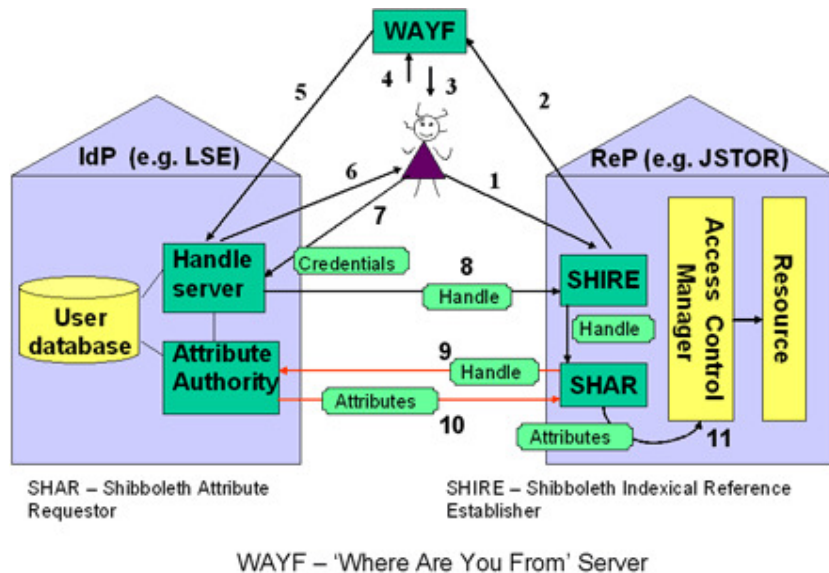 WAYF
4
3
5
2
IdP (e.g. LSE)
ReP (e.g. JSTOR)
6
1
7
Credentials
Handle
server
8
Handle
SHIRE
Access Control
Manager
Resource
User
database
Handle
Attribute
Authority
9
Handle
SHAR
Attributes
10
Attributes
11
SHAR – Shibboleth Attribute
Requestor
SHIRE – Shibboleth Indexical Reference
Establisher
WAYF – 'Where Are You From' Server